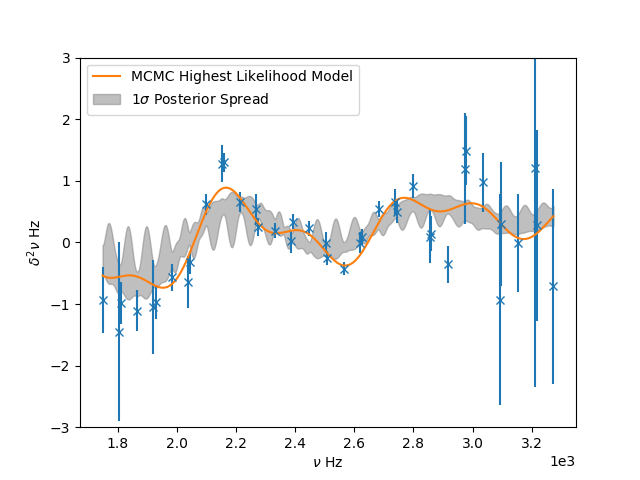 3
2
1
0
−1
−2
−3
δ²ν Hz
MCMC Highest Likelihood Model
1σ Posterior Spread
1.8 2.0 2.2 2.4 2.6 2.8 3.0 3.2
ν Hz
1e3